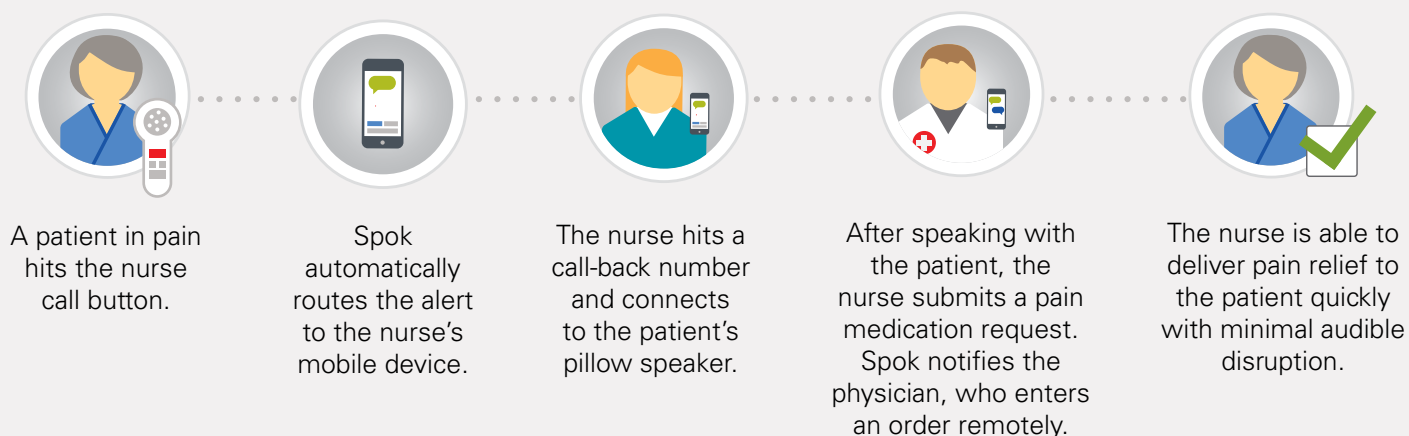 A patient in pain
hits the nurse
call button.
Spok
automatically
routes the alert
to the nurse’s
mobile device.
The nurse hits a
call-back number
and connects
to the patient’s
pillow speaker.
After speaking with
the patient, the
nurse submits a pain
medication request.
Spok notifies the
physician, who enters
an order remotely.
The nurse is able to
deliver pain relief to
the patient quickly
with minimal audible
disruption.